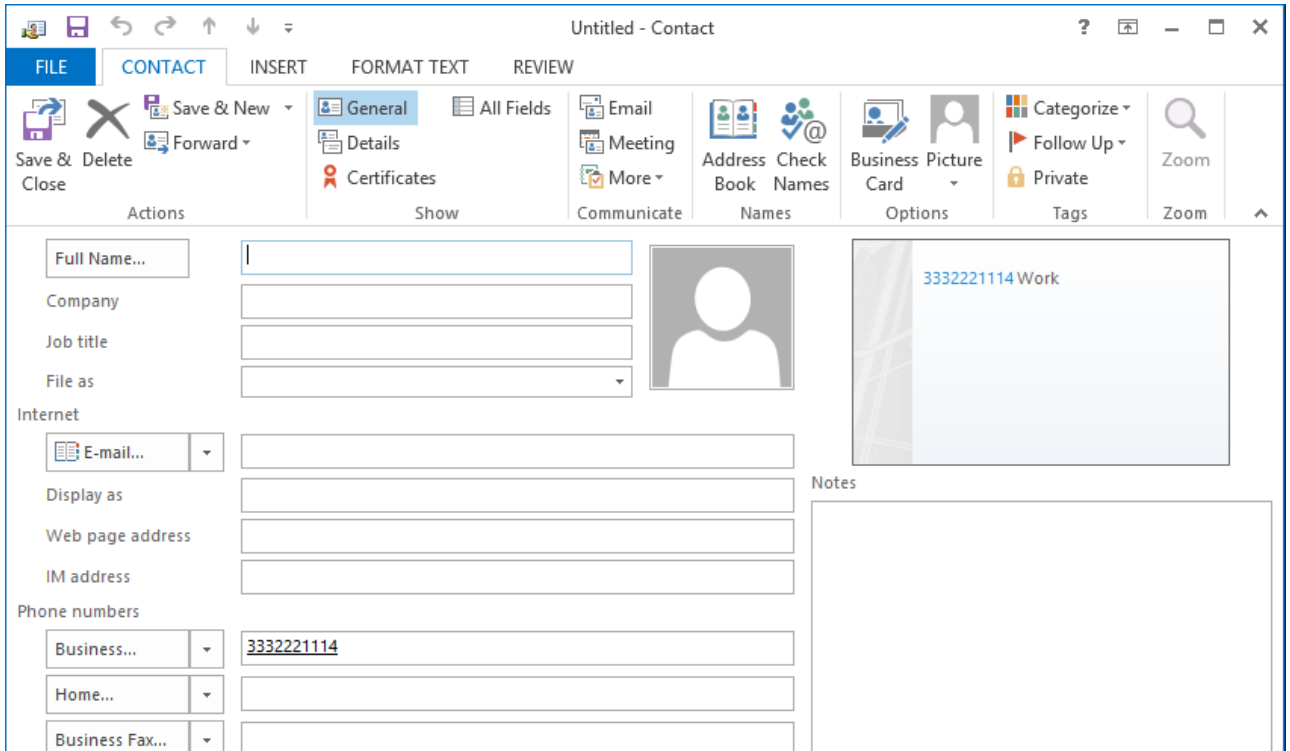 Untitled - Contact
FILE CONTACT INSERT FORMAT TEXT REVIEW
Save & Close
Delete
Save & New
Forward
Actions
General
Details
Certificates
All Fields
Show
Email
Meeting
More
Communicate
Address Book
Check Names
Names
Business Card
Picture
Options
Categorize
Follow Up
Private
Tags
Zoom
Zoom
Full Name...
Company
Job title
File as
3332221114 Work
Internet
E-mail...
Display as
Web page address
IM address
Notes
Phone numbers
Business... 3332221114
Home...
Business Fax...